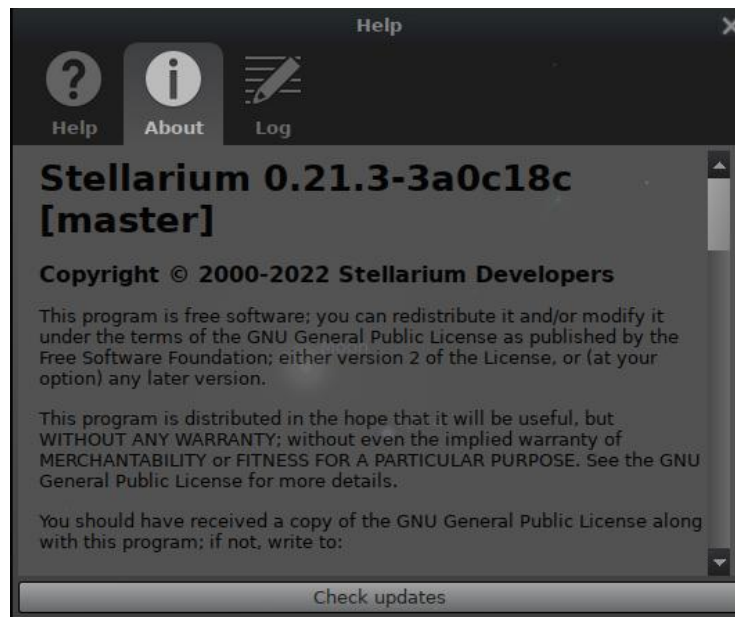 Help
Help
About
Log
Stellarium 0.21.3-3a0c18c
[master]
Copyright © 2000-2022 Stellarium Developers
This program is free software; you can redistribute it and/or modify it
under the terms of the GNU General Public License as published by the
Free Software Foundation; either version 2 of the License, or (at your
option) any later version.
This program is distributed in the hope that it will be useful, but
WITHOUT ANY WARRANTY; without even the implied warranty of
MERCHANTABILITY or FITNESS FOR A PARTICULAR PURPOSE. See the GNU
General Public License for more details.
You should have received a copy of the GNU General Public License along
with this program; if not, write to:
Check updates